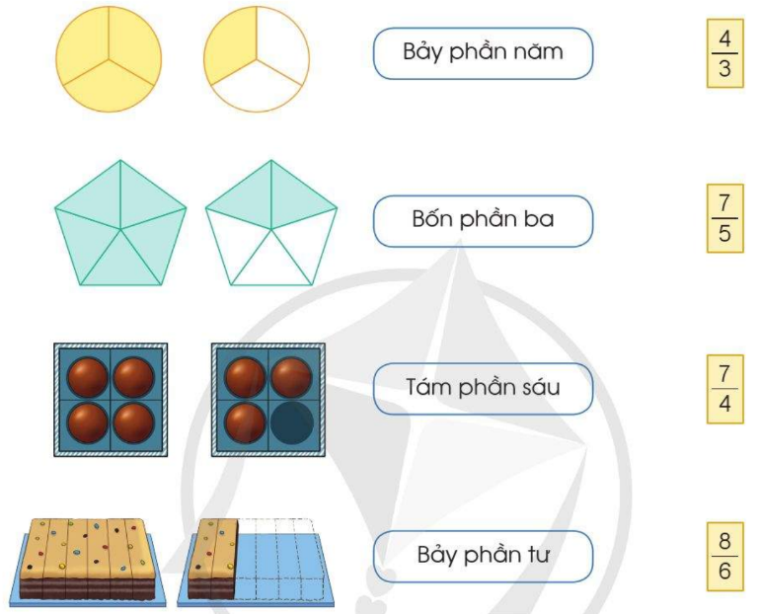 Bảy phần năm
4
3
Bốn phần ba
7
5
Tám phần sáu
7
4
Bảy phần tư
8
6